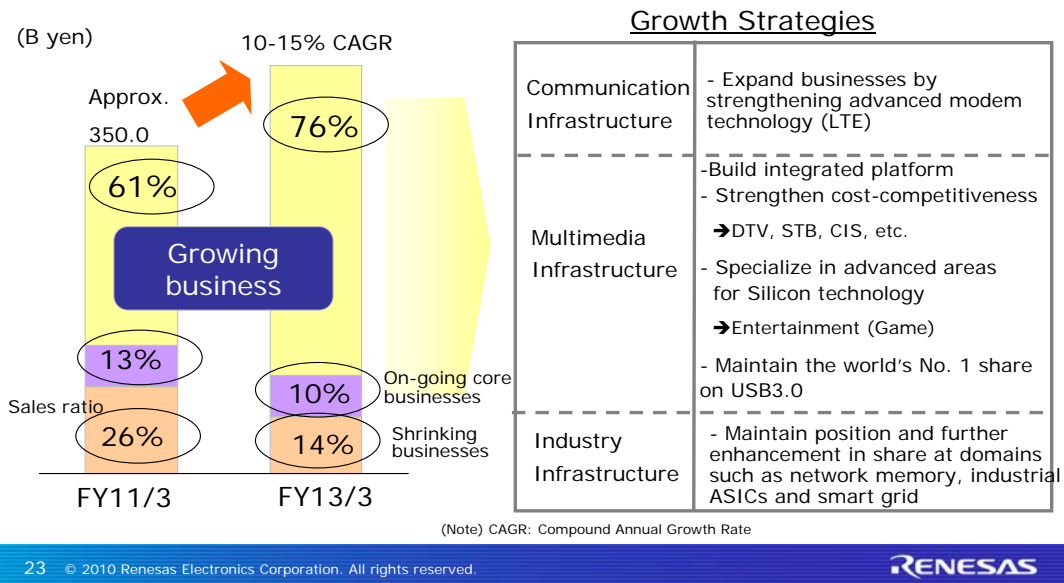 (B yen)
10-15% CAGR
Approx.
350.0
61%
76%
Growing
business
13%
10%
On-going core
businesses
Sales ratio
26%
14%
Shrinking
businesses
FY11/3
FY13/3
Growth Strategies
Communication
Infrastructure
- Expand businesses by
strengthening advanced modem
technology (LTE)
Multimedia
Infrastructure
-Build integrated platform
- Strengthen cost-competitiveness
➔DTV, STB, CIS, etc.
- Specialize in advanced areas
for Silicon technology
➔Entertainment (Game)
- Maintain the world's No. 1 share
on USB3.0
Industry
Infrastructure
- Maintain position and further
enhancement in share at domains
such as network memory, industrial
ASICs and smart grid
(Note) CAGR: Compound Annual Growth Rate
23 © 2010 Renesas Electronics Corporation. All rights reserved.
RENESAS